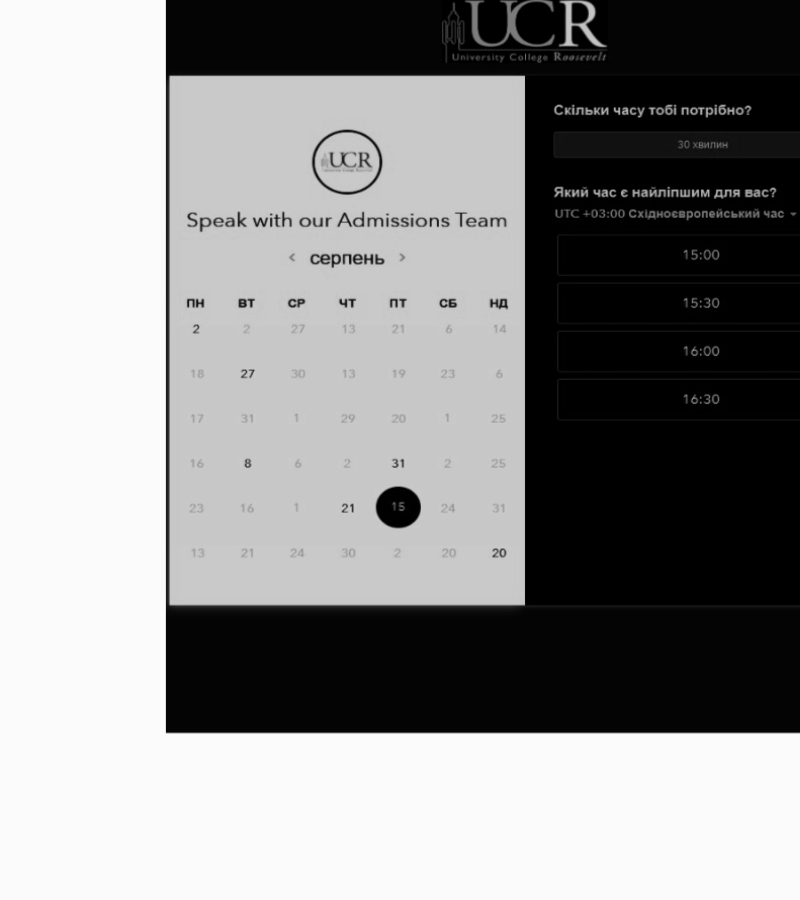 UCR
University College Roosevelt
UCR
Speak with our Admissions Team
< серпень >
ПН ВТ СР ЧТ ПТ СБ НД
2 2 27 13 21 6 14
18 27 30 13 19 23 6
17 31 1 29 20 1 25
16 8 6 2 31 2 25
23 16 1 21 15 24 31
13 21 24 30 2 20 20
Скільки часу тобі потрібно?
30 хвилин
Який час є найліпшим для вас?
UTC +03:00 Східноєвропейський час
15:00
15:30
16:00
16:30